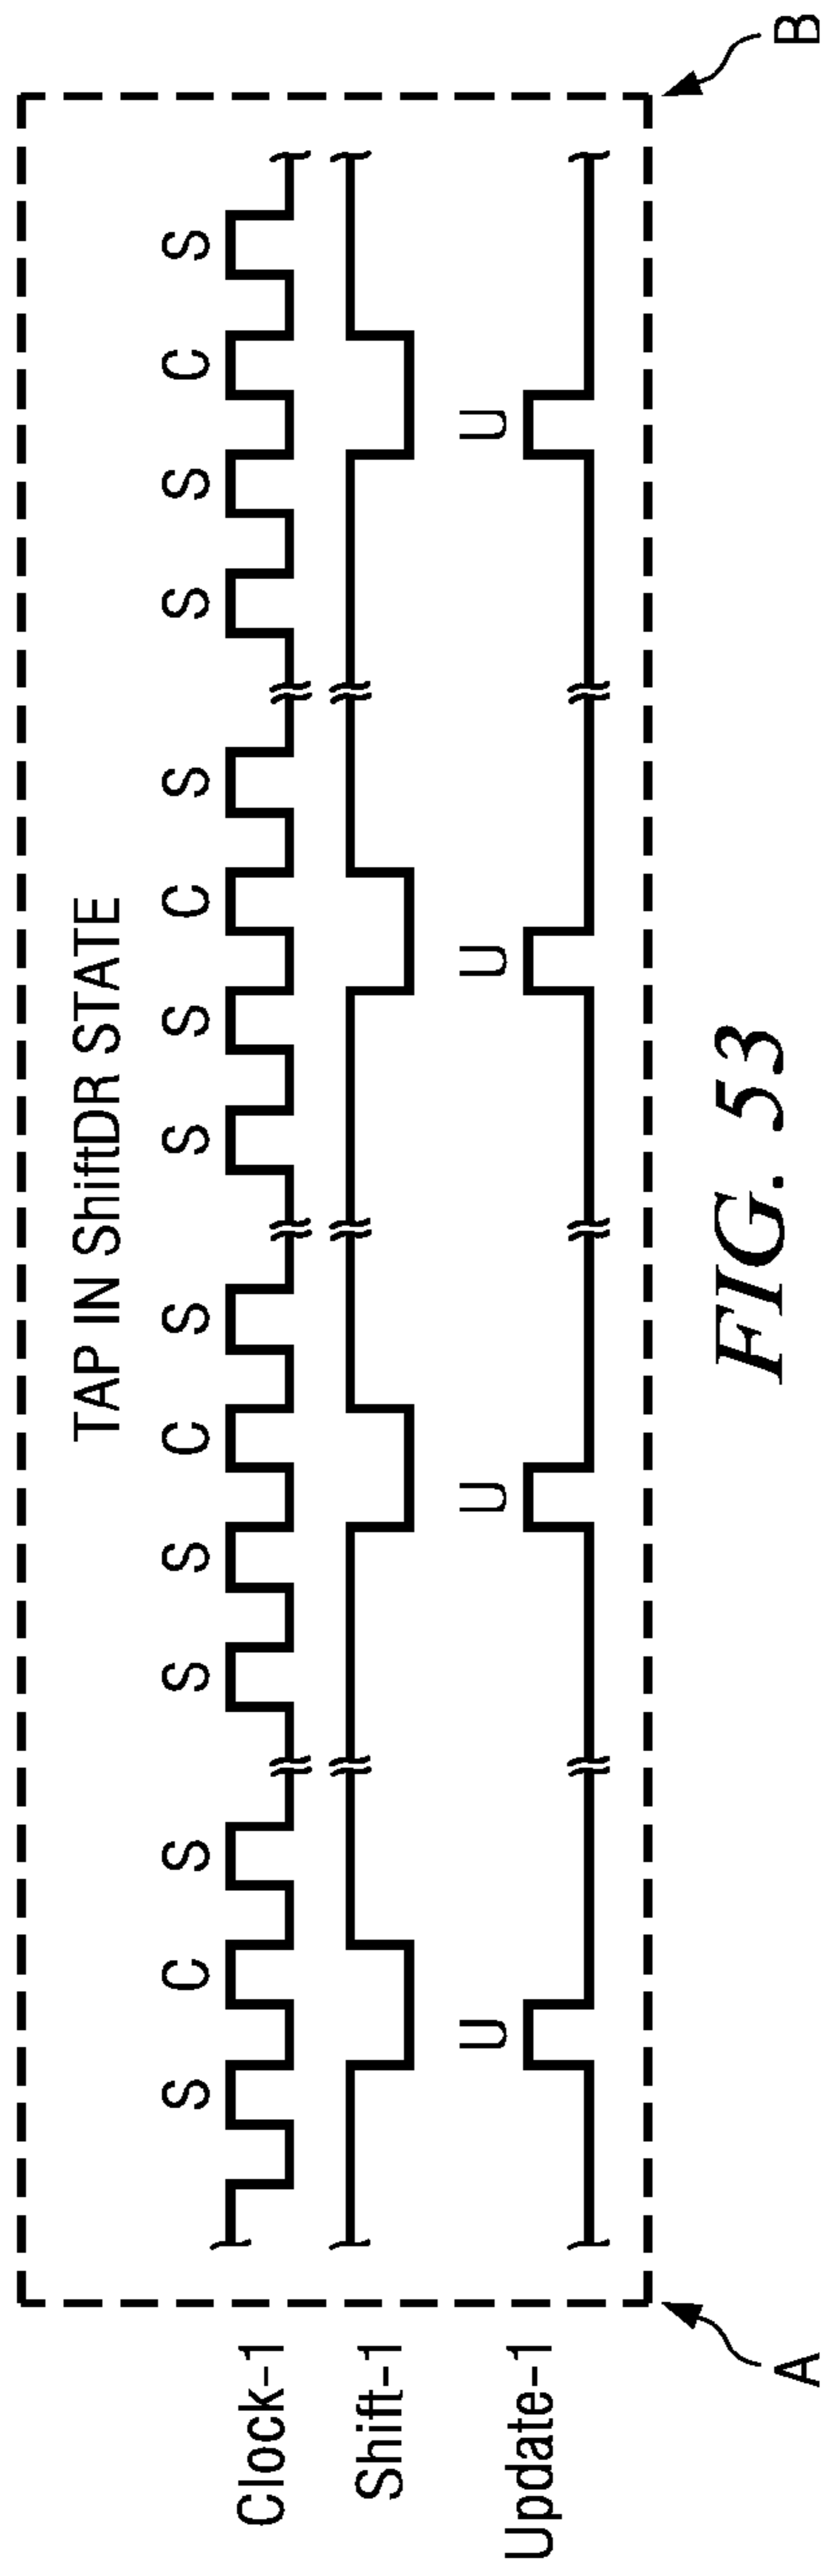 TAP IN ShiftDR STATE
S C S S S C S S S C S S S C S
Clock-1
Shift-1
U U U U
Update-1
A B
FIG. 53